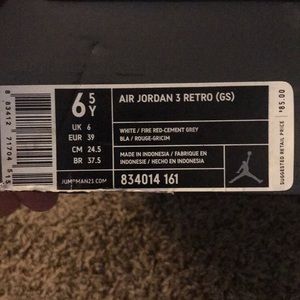 6 5 Y
AIR JORDAN 3 RETRO (GS)
UK 6
EUR 39
CM 24.5
BR 37.5
WHITE / FIRE RED-CEMENT GREY
BLA / ROUGE-GRICIM
MADE IN INDONESIA / FABRIQUE EN
INDONESIE / HECHO EN INDONESIA
JUMPMAN23.COM
834014 161
$85.00
SUGGESTED RETAIL PRICE